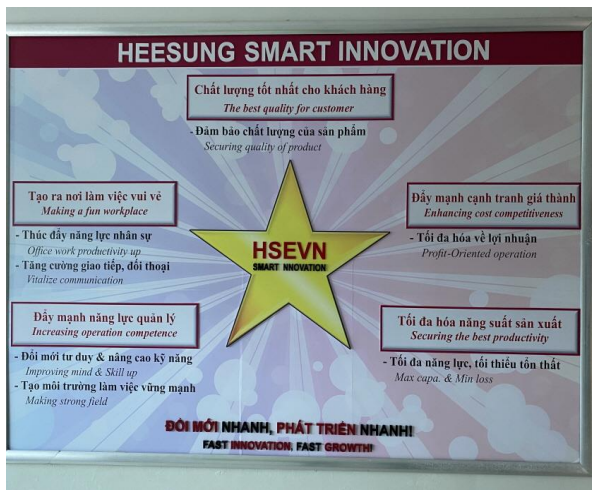 HEESUNG SMART INNOVATION
Chất lượng tốt nhất cho khách hàng
The best quality for customer
- Đảm bảo chất lượng của sản phẩm
Securing quality of product
Tạo ra nơi làm việc vui vẻ
Making a fun workplace
- Thúc đẩy năng lực nhân sự
Office work productivity up
- Tăng cường giao tiếp, đối thoại
Vitalize communication
Đẩy mạnh cạnh tranh giá thành
Enhancing cost competitiveness
- Tối đa hóa về lợi nhuận
Profit-Oriented operation
HSEVN
SMART NNOVATION
Đẩy mạnh năng lực quản lý
Increasing operation competence
- Đổi mới tư duy & nâng cao kỹ năng
Improving mind & Skill up
- Tạo môi trường làm việc vững mạnh
Making strong field
Tối đa hóa năng suất sản xuất
Securing the best productivity
- Tối đa năng lực, tối thiểu tổn thất
Max capa. & Min loss
ĐỔI MỚI NHANH, PHÁT TRIỂN NHANH!
FAST INNOVATION, FAST GROWTH!